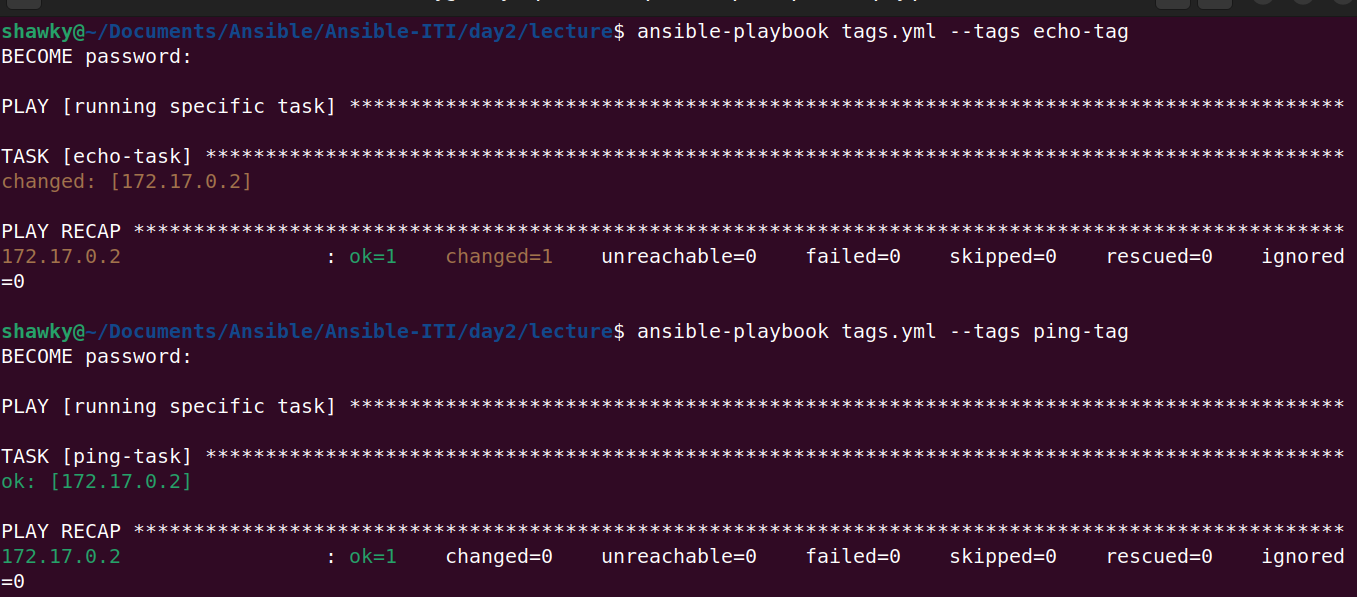 shawky@~/Documents/Ansible/Ansible-ITI/day2/lecture$ ansible-playbook tags.yml --tags echo-tag
BECOME password:
PLAY [running specific task] ***********************************************************************************
TASK [echo-task] ***********************************************************************************************
changed: [172.17.0.2]
PLAY RECAP *****************************************************************************************************
172.17.0.2                 : ok=1    changed=1    unreachable=0    failed=0    skipped=0    rescued=0    ignored
=0
shawky@~/Documents/Ansible/Ansible-ITI/day2/lecture$ ansible-playbook tags.yml --tags ping-tag
BECOME password:
PLAY [running specific task] ***********************************************************************************
TASK [ping-task] ***********************************************************************************************
ok: [172.17.0.2]
PLAY RECAP *****************************************************************************************************
172.17.0.2                 : ok=1    changed=0    unreachable=0    failed=0    skipped=0    rescued=0    ignored
=0